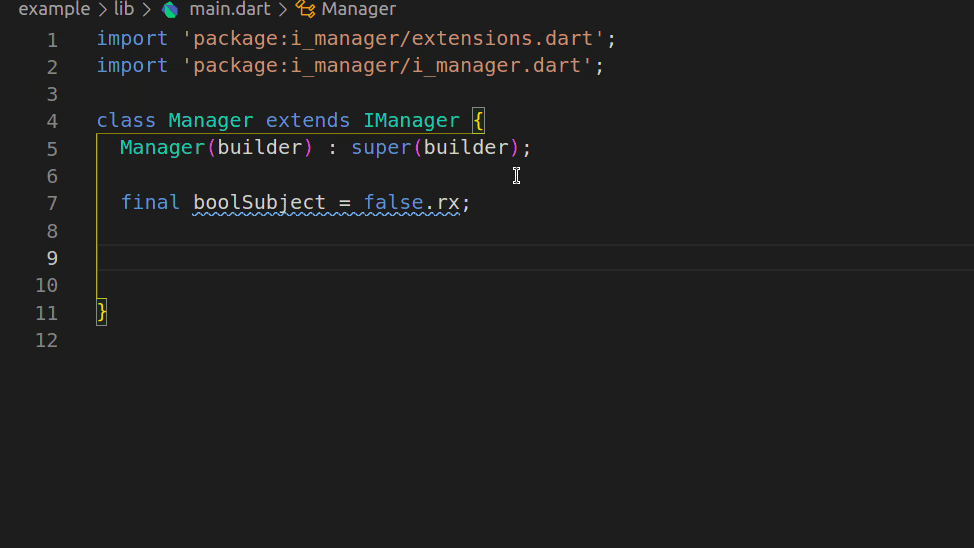 example > lib > main.dart > Manager
1 import 'package:i_manager/extensions.dart';
2 import 'package:i_manager/i_manager.dart';
3
4 class Manager extends IManager {
5   Manager(builder) : super(builder);
6
7   final boolSubject = false.rx;
8
9
10
11 }
12